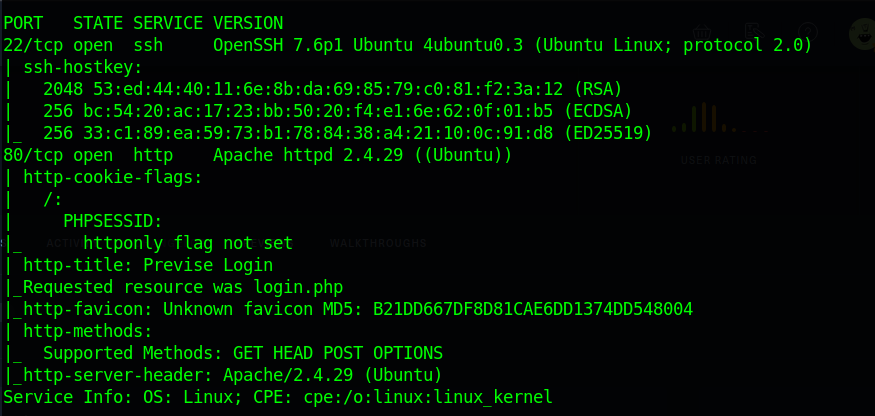 PORT   STATE SERVICE VERSION
22/tcp open  ssh     OpenSSH 7.6p1 Ubuntu 4ubuntu0.3 (Ubuntu Linux; protocol 2.0)
| ssh-hostkey:
|   2048 53:ed:44:40:11:6e:8b:da:69:85:79:c0:81:f2:3a:12 (RSA)
|   256 bc:54:20:ac:17:23:bb:50:20:f4:e1:6e:62:0f:01:b5 (ECDSA)
|_  256 33:c1:89:ea:59:73:b1:78:84:38:a4:21:10:0c:91:d8 (ED25519)
80/tcp open  http    Apache httpd 2.4.29 ((Ubuntu))
| http-cookie-flags:
|   /:
|     PHPSESSID:
|_      httponly flag not set
| http-title: Previse Login
|_Requested resource was login.php
|_http-favicon: Unknown favicon MD5: B21DD667DF8D81CAE6DD1374DD548004
| http-methods:
|_  Supported Methods: GET HEAD POST OPTIONS
|_http-server-header: Apache/2.4.29 (Ubuntu)
Service Info: OS: Linux; CPE: cpe:/o:linux:linux_kernel
USER RATING
WALKTHROUGHS